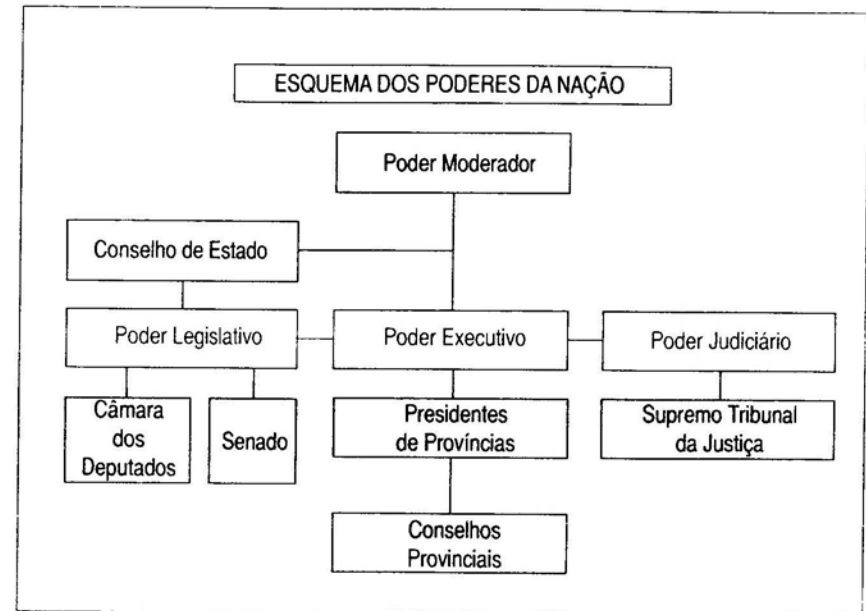 ESQUEMA DOS PODERES DA NAÇÃO
Poder Moderador
Conselho de Estado
Poder Legislativo
Poder Executivo
Poder Judiciário
Câmara
dos
Deputados
Senado
Presidentes
de Províncias
Supremo Tribunal
da Justiça
Conselhos
Provinciais